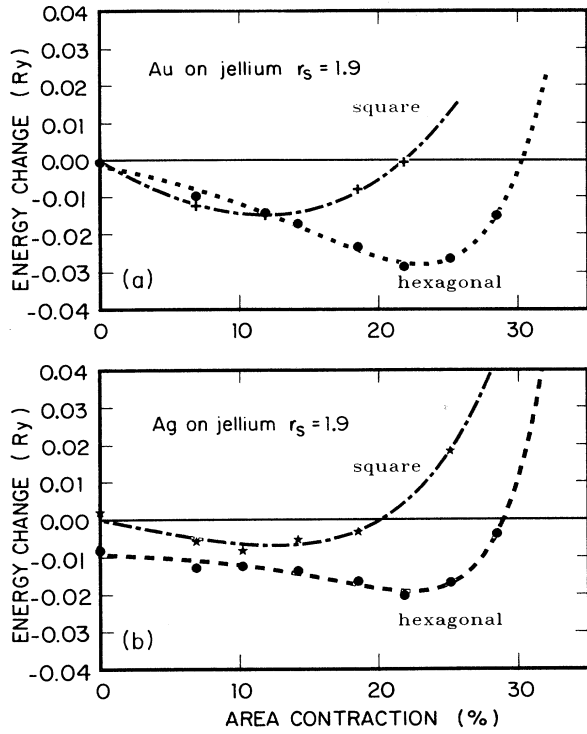 0.04
0.03
0.02
0.01
0.00
-0.01
-0.02
-0.03
-0.04
ENERGY CHANGE (Ry)
Au on jellium rs = 1.9
square
hexagonal
(a)
0 10 20 30
0.04
0.03
0.02
0.01
0.00
-0.01
-0.02
-0.03
-0.04
ENERGY CHANGE (Ry)
Ag on jellium rs = 1.9
square
hexagonal
(b)
0 10 20 30
AREA CONTRACTION (%)